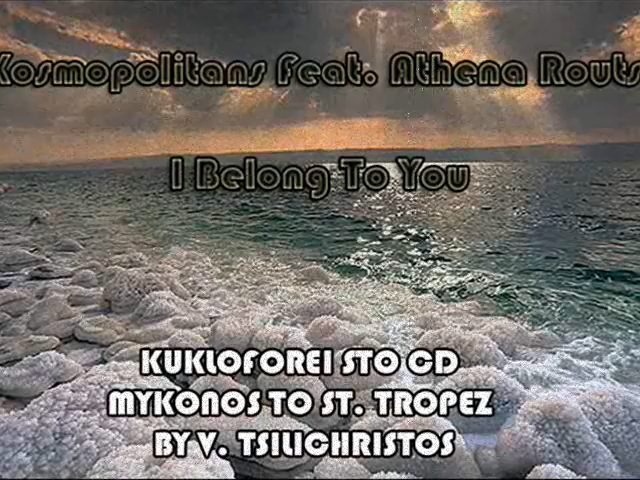 Kosmopolitans Feat. Athena Routs
I Belong To You
KUKLOFOREI STO CD
MYKONOS TO ST. TROPEZ
BY V. TSILICHRISTOS